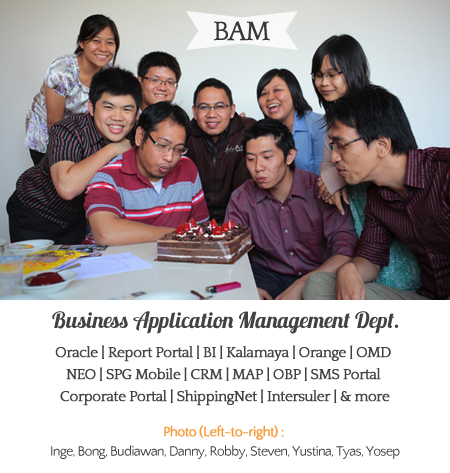 BAM
Business Application Management Dept.
Oracle | Report Portal | BI | Kalamaya | Orange | OMD
NEO | SPG Mobile | CRM | MAP | OBP | SMS Portal
Corporate Portal | ShippingNet | Intersuler | & more
Photo (Left-to-right) :
Inge, Bong, Budiawan, Danny, Robby, Steven, Yustina, Tyas, Yosep